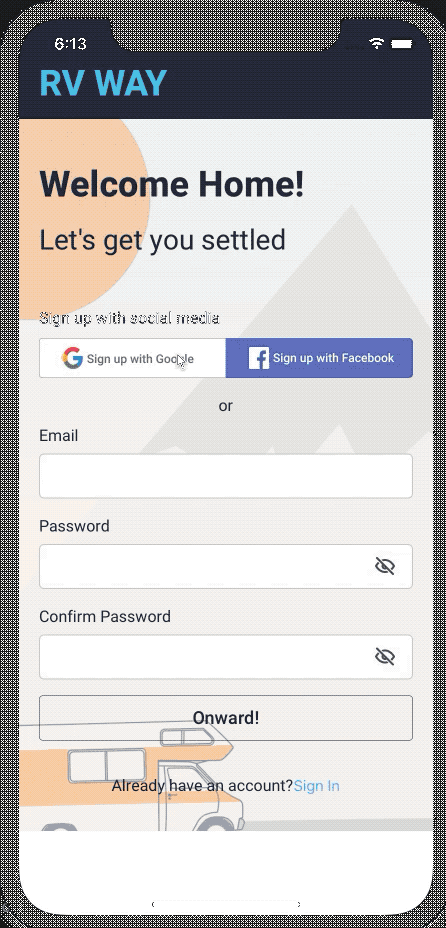 6:13
RV WAY
Welcome Home!
Let's get you settled
Sign up with social media
Sign up with Google
Sign up with Facebook
or
Email
Password
Confirm Password
Onward!
Already have an account?Sign In